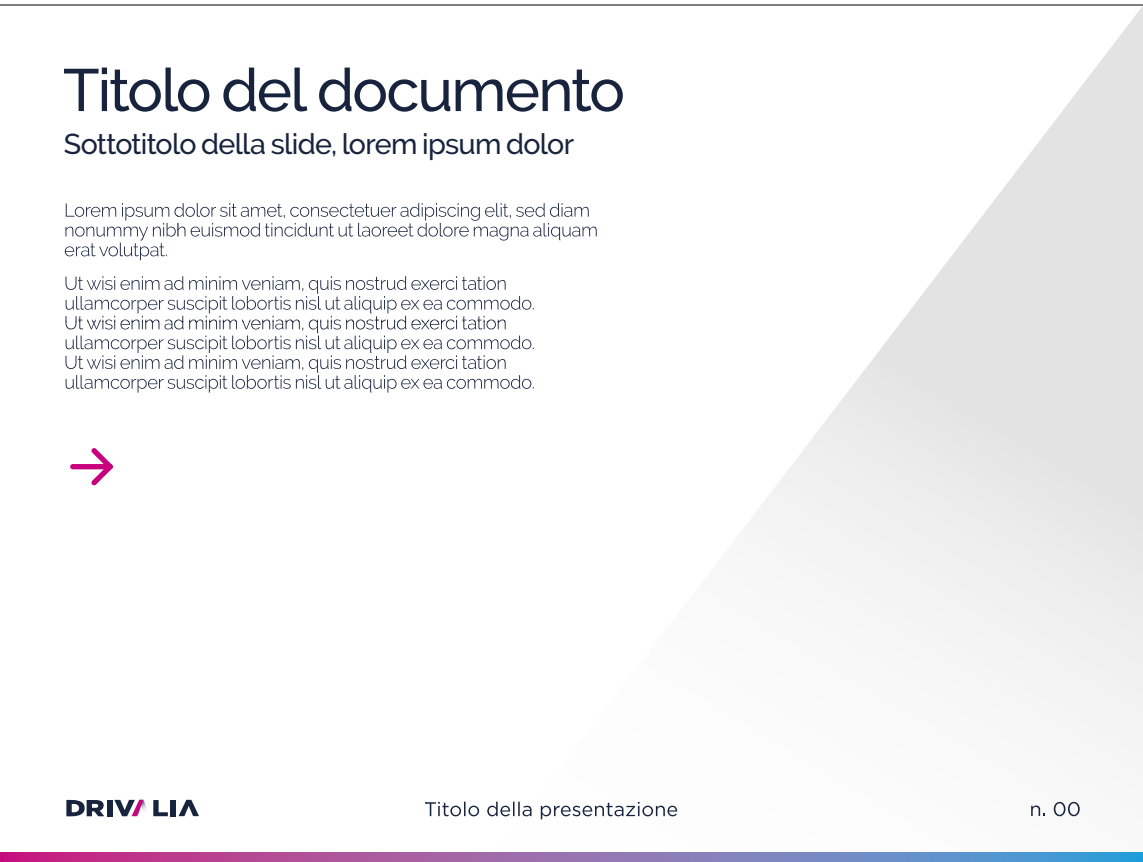 Titolo del documento
Sottotitolo della slide, lorem ipsum dolor
Lorem ipsum dolor sit amet, consectetuer adipiscing elit, sed diam
nonummy nibh euismod tincidunt ut laoreet dolore magna aliquam
erat volutpat.
Ut wisi enim ad minim veniam, quis nostrud exerci tation
ullamcorper suscipit lobortis nisl ut aliquip ex ea commodo.
Ut wisi enim ad minim veniam, quis nostrud exerci tation
ullamcorper suscipit lobortis nisl ut aliquip ex ea commodo.
Ut wisi enim ad minim veniam, quis nostrud exerci tation
ullamcorper suscipit lobortis nisl ut aliquip ex ea commodo.
DRIVALIA
Titolo della presentazione
n. 00